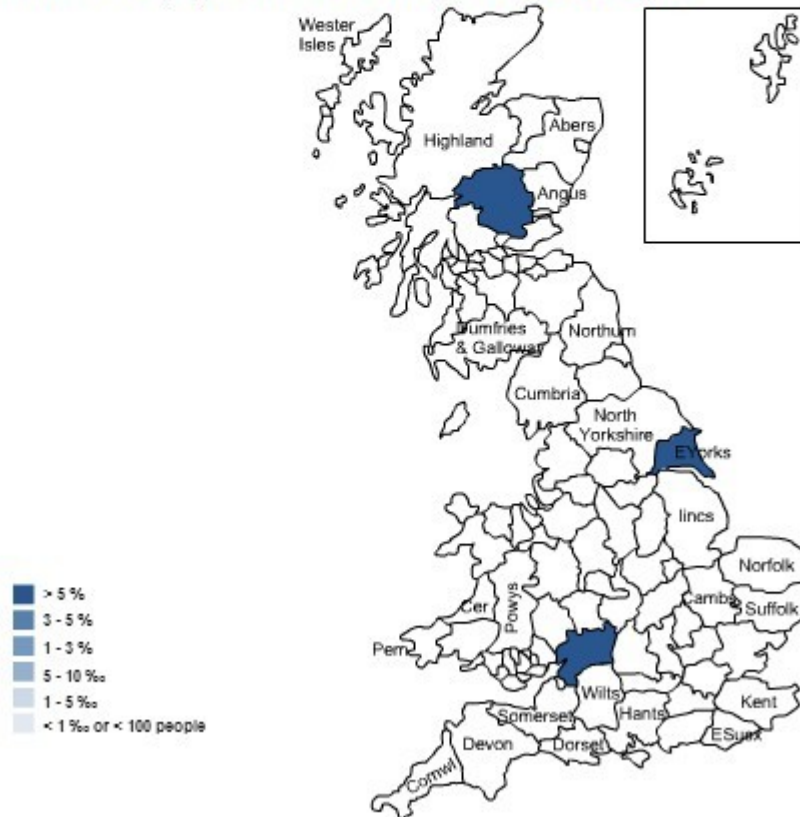 Wester
Isles
Highland
Abers
Angus
Dumfries
& Galloway
Northum
Cumbria
North
Yorkshire
EYorks
lincs
Norfolk
Cambs
Suffolk
Cer
Powys
Pem
Wilts
Kent
Somerset
Hants
ESusx
Devon
Dorset
Cornwl
> 5 %
3 - 5 %
1 - 3 %
5 - 10 ‰
1 - 5 ‰
< 1 ‰ or < 100 people